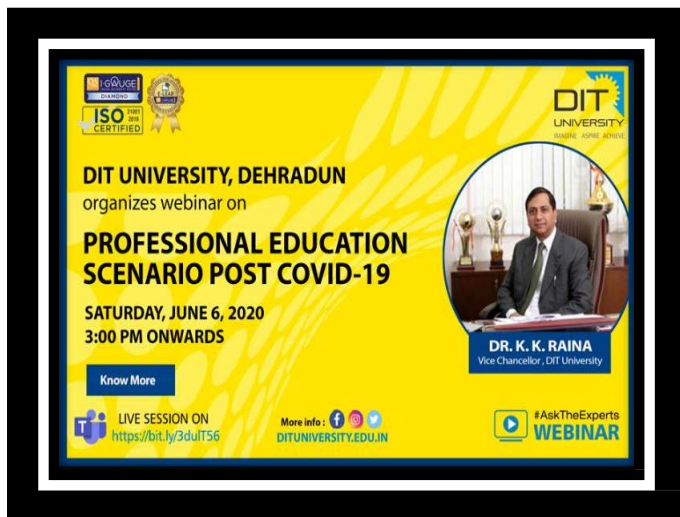 I·GAUGE
DIAMOND
ISO 21001 2018
CERTIFIED
E-LEAD
DIT
UNIVERSITY
IMAGINE ASPIRE ACHIEVE
DIT UNIVERSITY, DEHRADUN
organizes webinar on
PROFESSIONAL EDUCATION
SCENARIO POST COVID-19
SATURDAY, JUNE 6, 2020
3:00 PM ONWARDS
DR. K. K. RAINA
Vice Chancellor , DIT University
Know More
LIVE SESSION ON
https://bit.ly/3dulT56
More info :
DITUNIVERSITY.EDU.IN
#AskTheExperts
WEBINAR